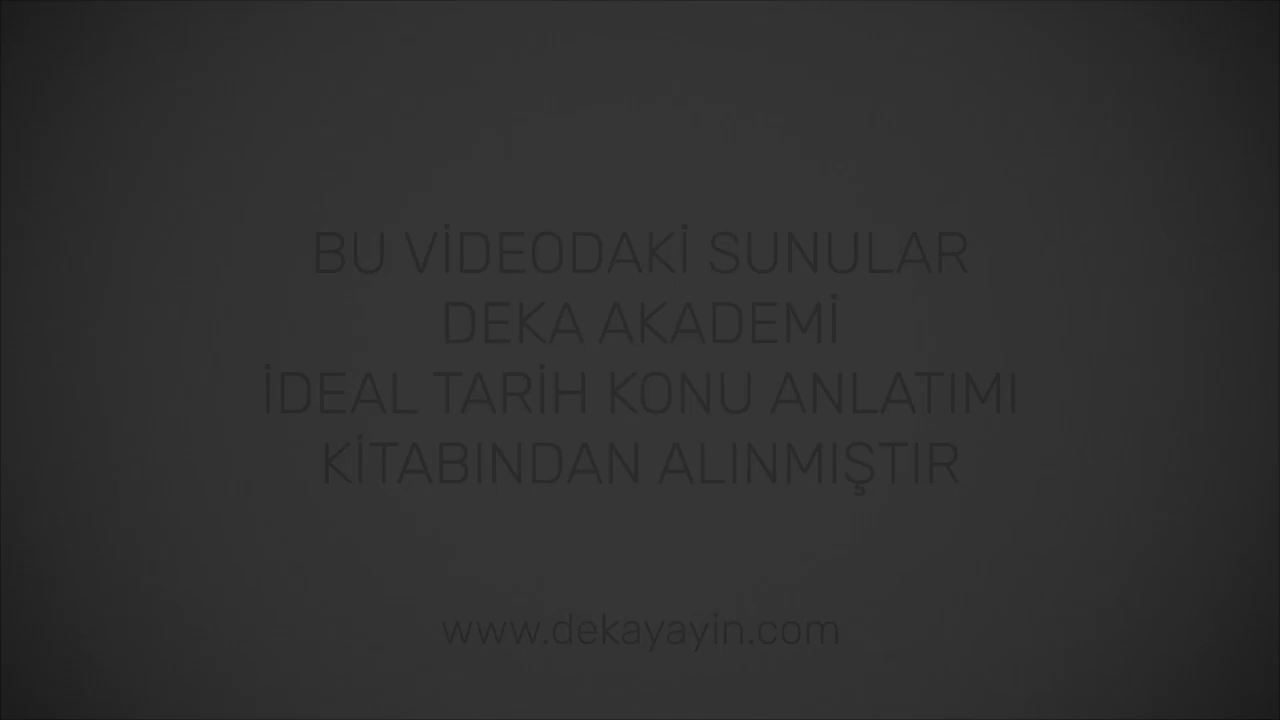 BU VİDEODAKİ SUNULAR
DEKA AKADEMİ
İDEAL TARİH KONU ANLATIMI
KİTABINDAN ALINMIŞTIR
www.dekayayin.com